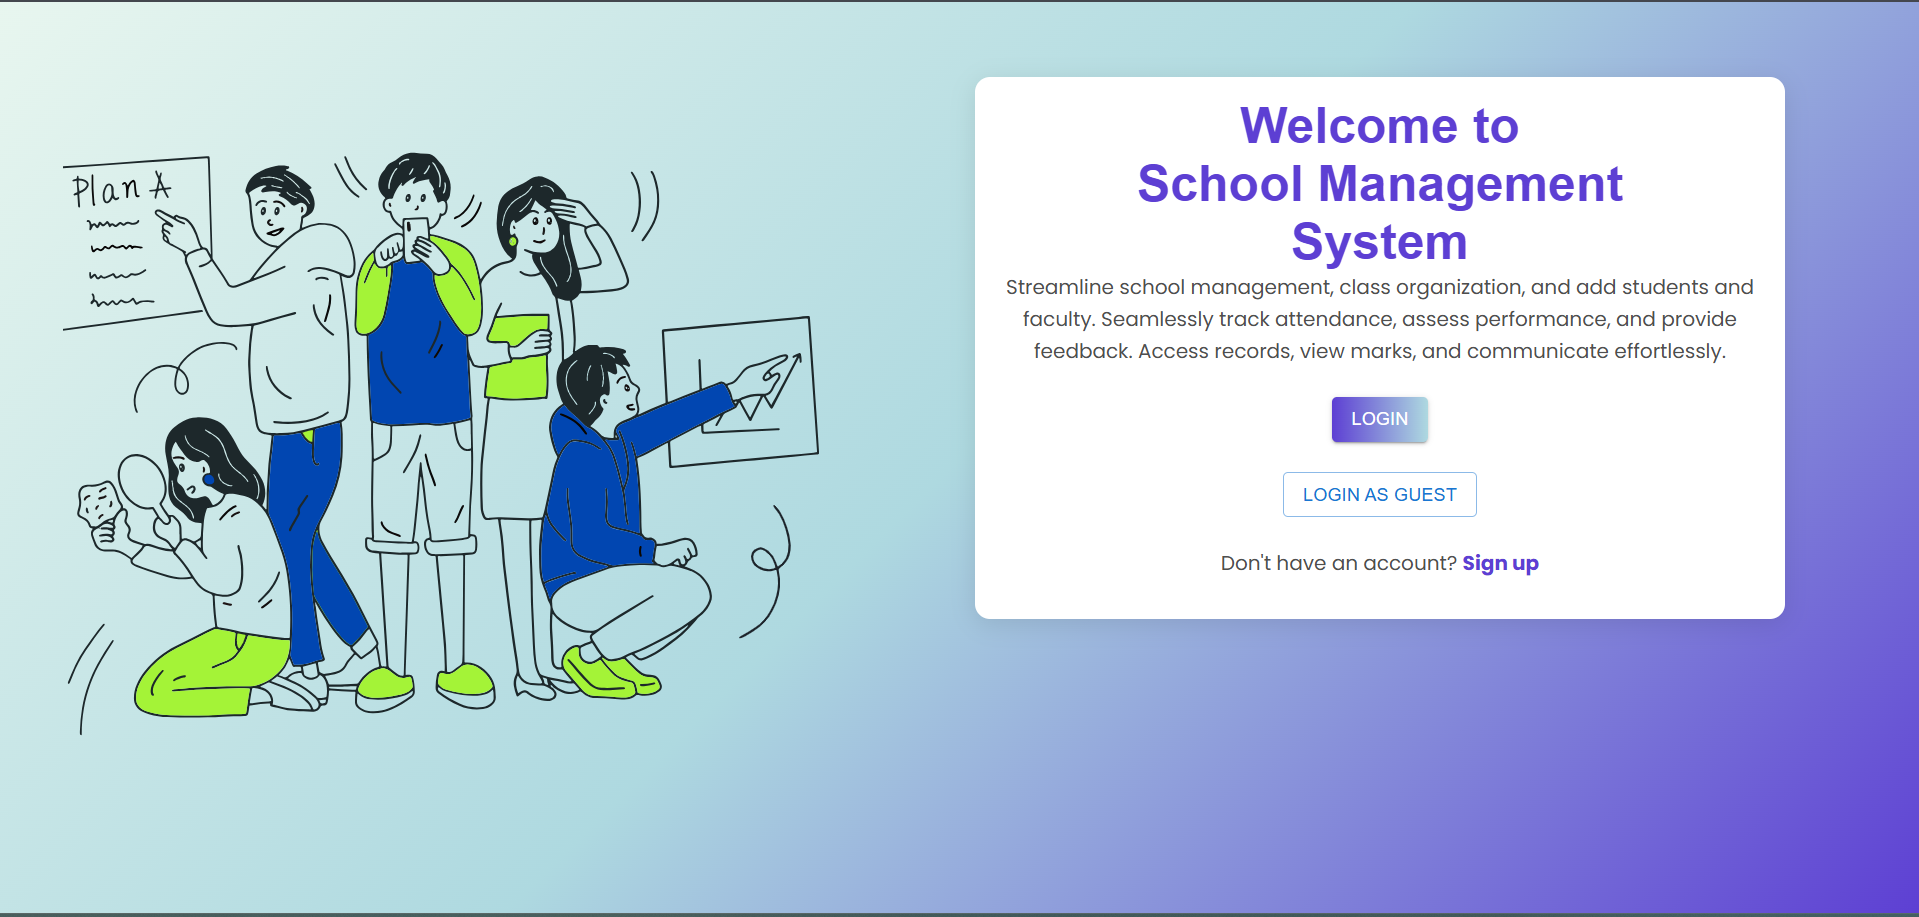 Plan A
Welcome to
School Management
System
Streamline school management, class organization, and add students and
faculty. Seamlessly track attendance, assess performance, and provide
feedback. Access records, view marks, and communicate effortlessly.
LOGIN
LOGIN AS GUEST
Don't have an account? Sign up